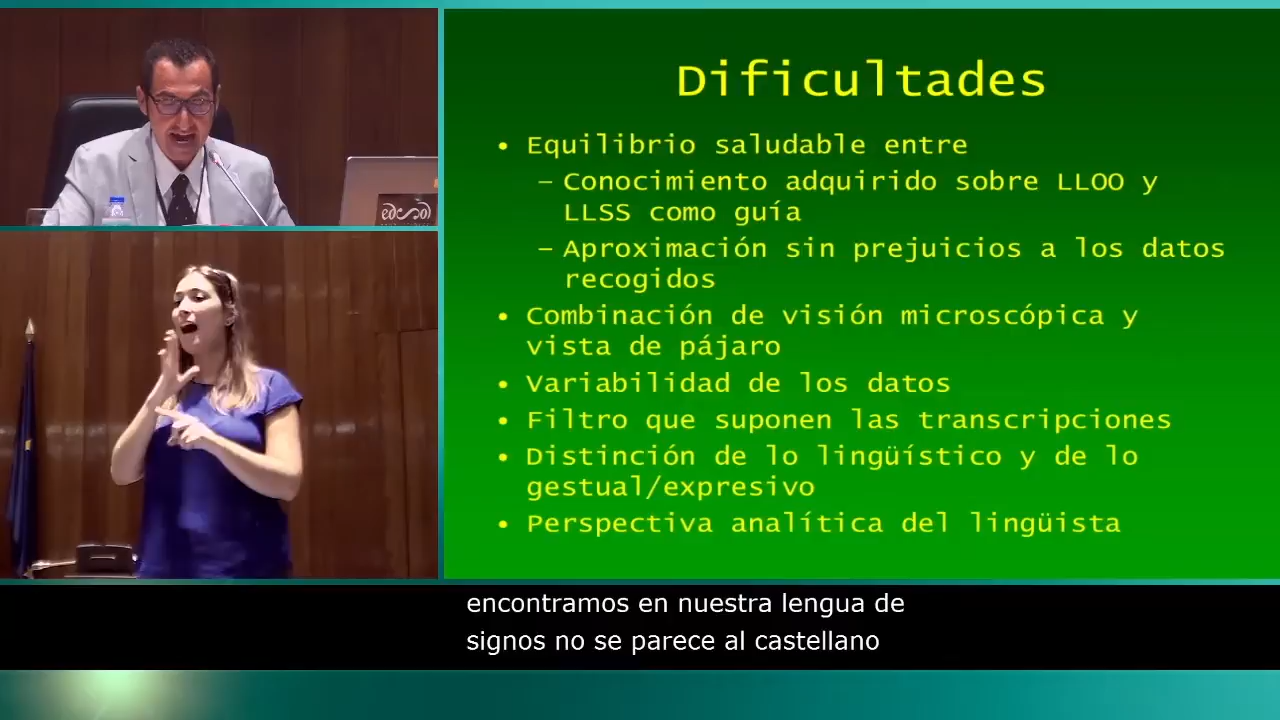 Dificultades
• Equilibrio saludable entre
– Conocimiento adquirido sobre LLOO y
LLSS como guía
– Aproximación sin prejuicios a los datos
recogidos
• Combinación de visión microscópica y
vista de pájaro
• Variabilidad de los datos
• Filtro que suponen las transcripciones
• Distinción de lo lingüístico y de lo
gestual/expresivo
• Perspectiva analítica del lingüista
encontramos en nuestra lengua de
signos no se parece al castellano